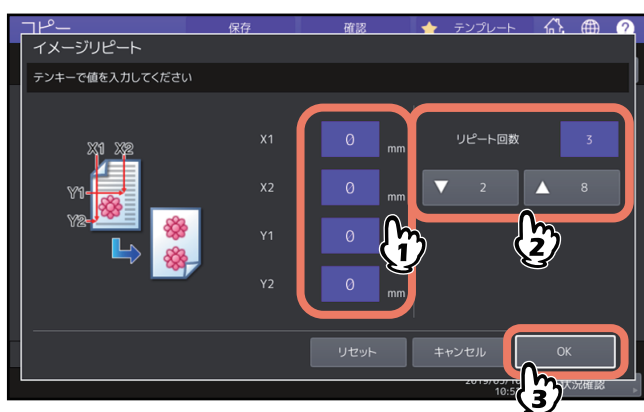 コピー 保存 確認 テンプレート ?
イメージリピート
テンキーで値を入力してください
X1 X2
Y1
Y2
X1 0 mm
X2 0 mm
Y1 0
Y2 0 mm
リピート回数 3
2 8
1
2
リセット キャンセル OK
3
状況確認